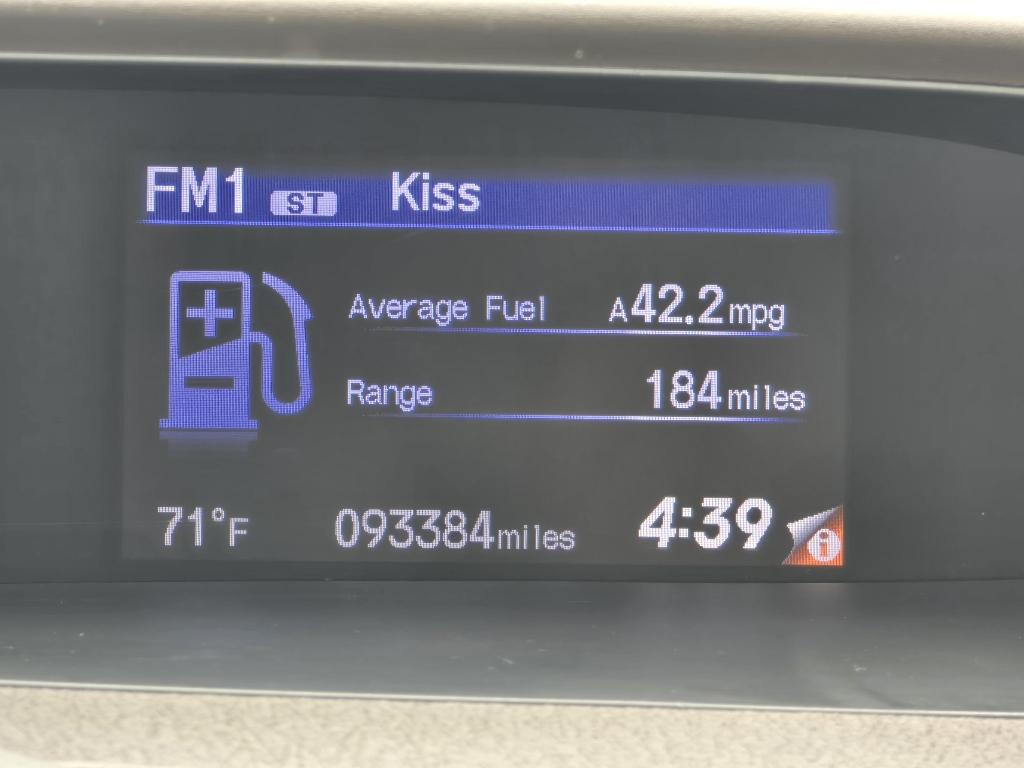 FM1 ST Kiss
Average Fuel A42.2mpg
Range 184miles
71°F 093384miles 4:39 i